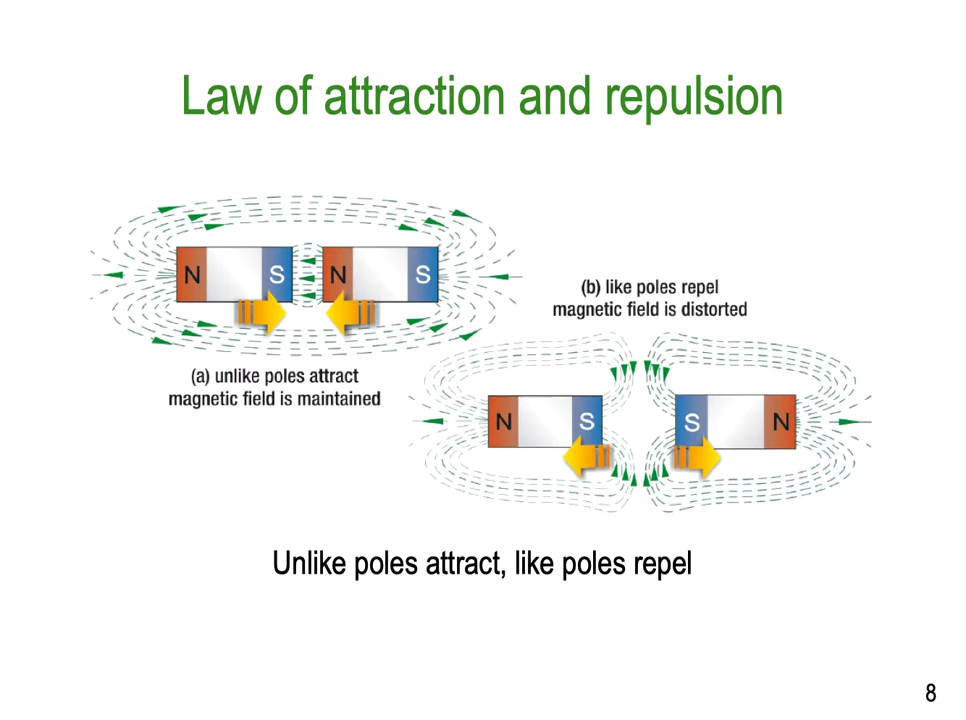 Law of attraction and repulsion
N S N S
(a) unlike poles attract
magnetic field is maintained
(b) like poles repel
magnetic field is distorted
N S S N
Unlike poles attract, like poles repel
8